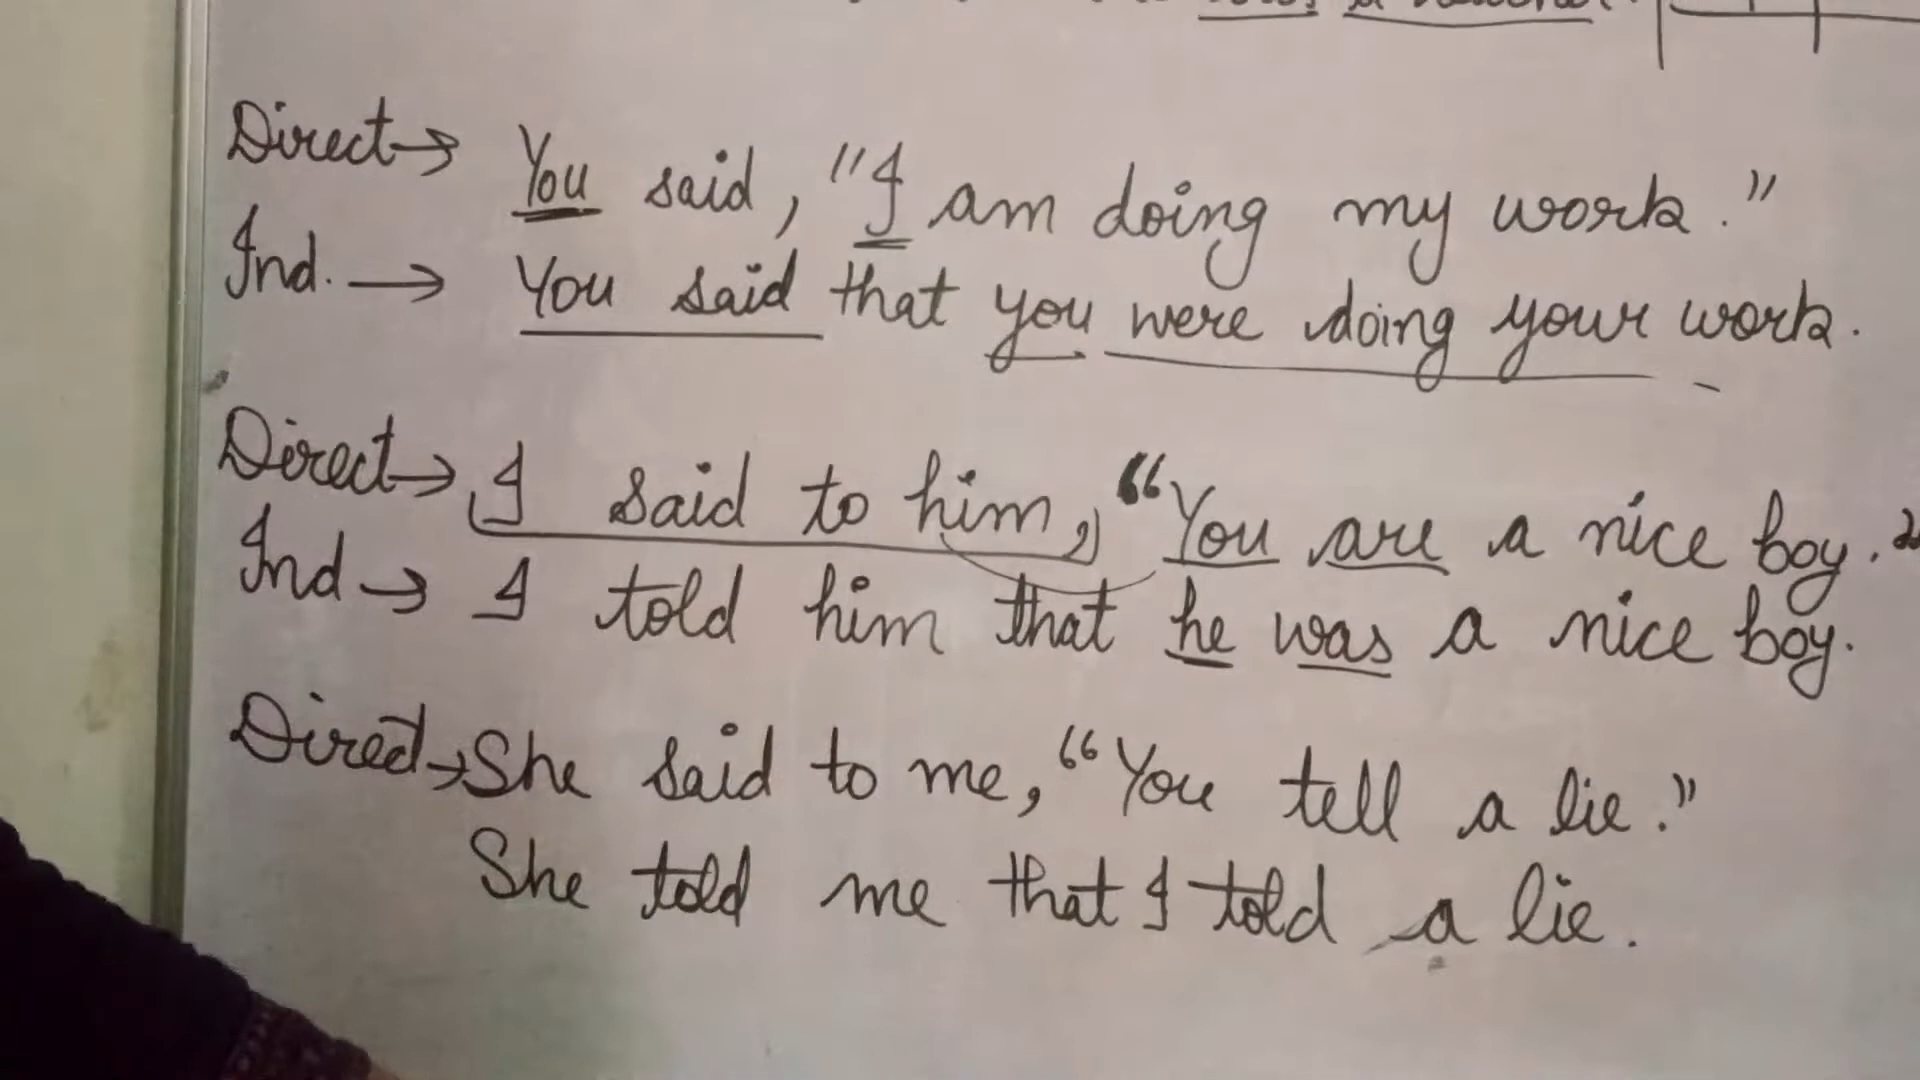 Direct→ You said, "I am doing my work."
Ind. → You said that you were doing your work.
Direct→ I said to him, "You are a nice boy."
Ind → I told him that he was a nice boy.
Direct→ She said to me, "You tell a lie."
She told me that I told a lie.